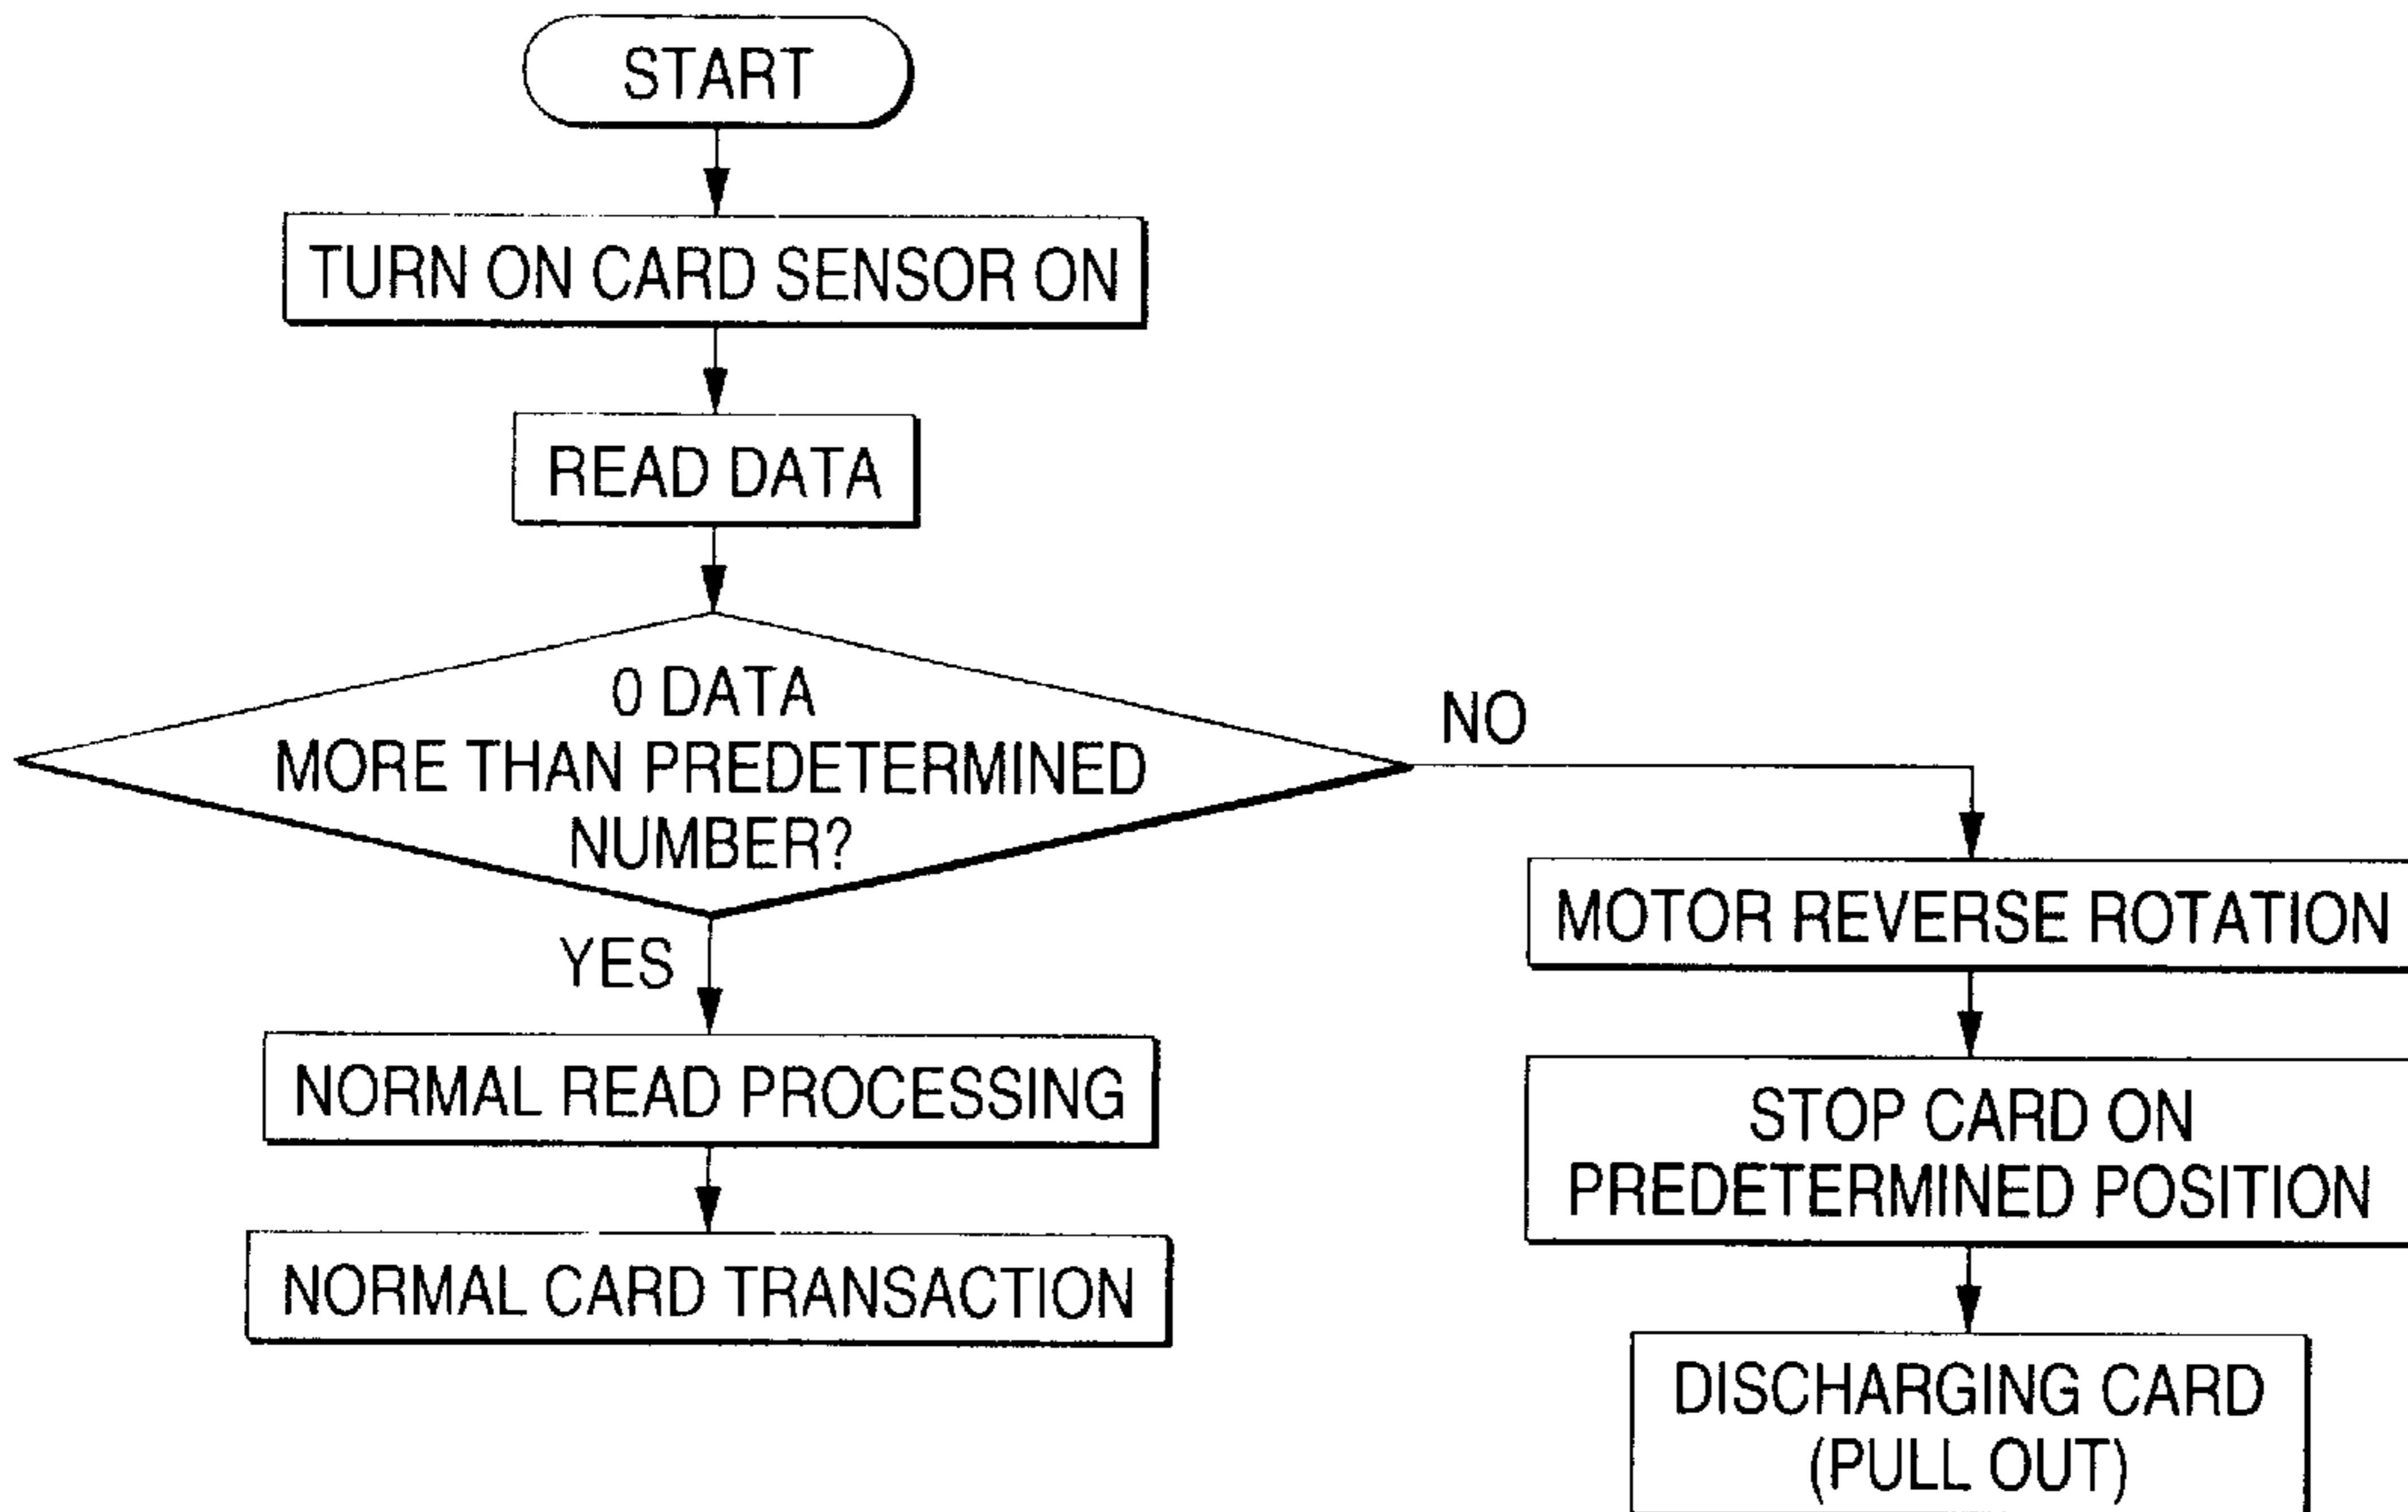 START
TURN ON CARD SENSOR ON
READ DATA
0 DATA
MORE THAN PREDETERMINED
NUMBER?
NO
YES
MOTOR REVERSE ROTATION
NORMAL READ PROCESSING
STOP CARD ON
PREDETERMINED POSITION
NORMAL CARD TRANSACTION
DISCHARGING CARD
(PULL OUT)